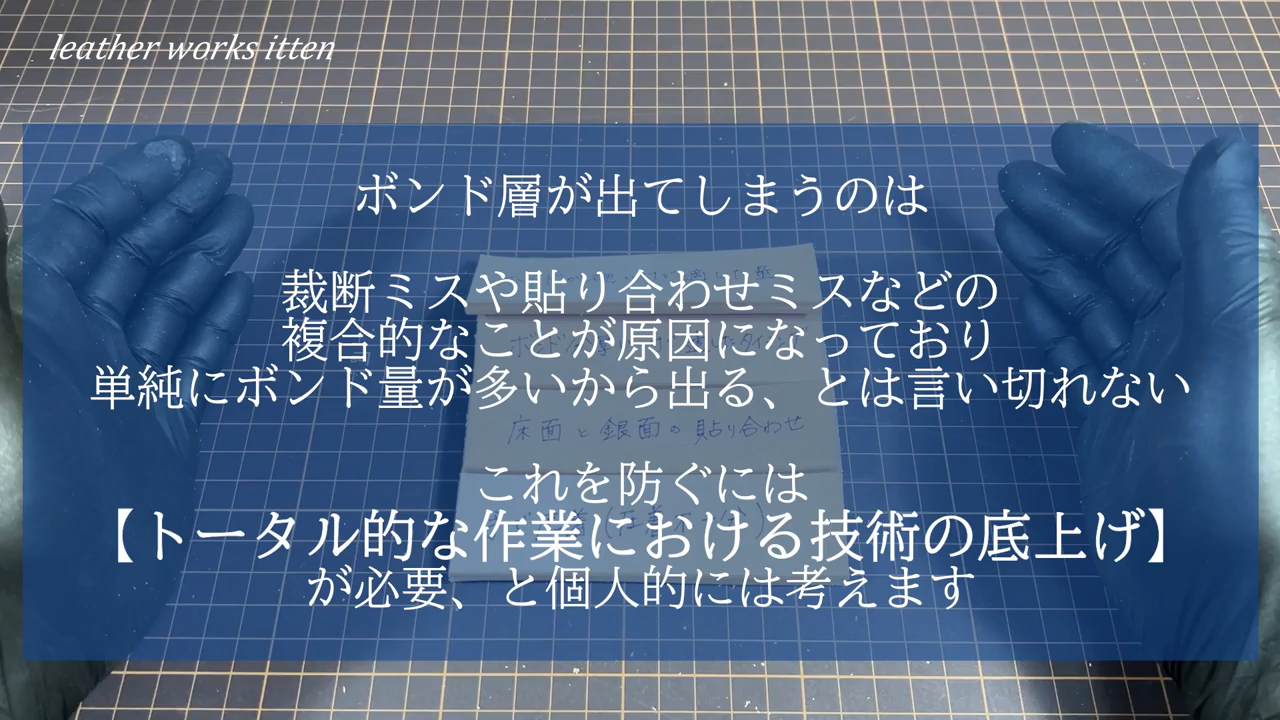 leather works itten
ボンド層が出てしまうのは
裁断ミスや貼り合わせミスなどの
複合的なことが原因になっており
単純にボンド量が多いから出る、とは言い切れない
床面と銀面の貼り合わせ
これを防ぐには
【トータル的な作業における技術の底上げ】
が必要、と個人的には考えます